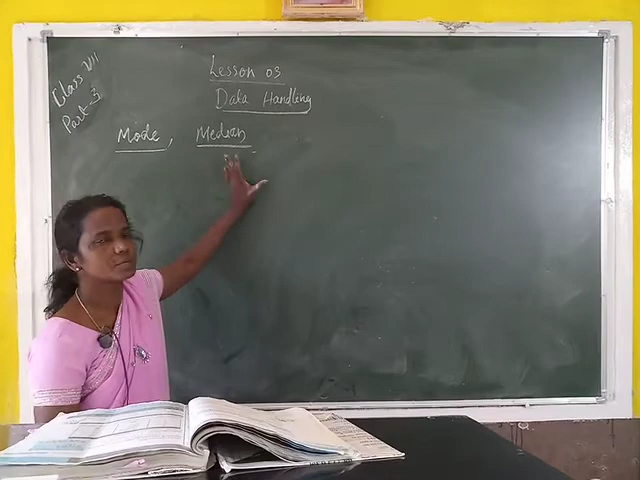 Class VII
Part-3
Lesson 03
Data Handling
Mode, Median